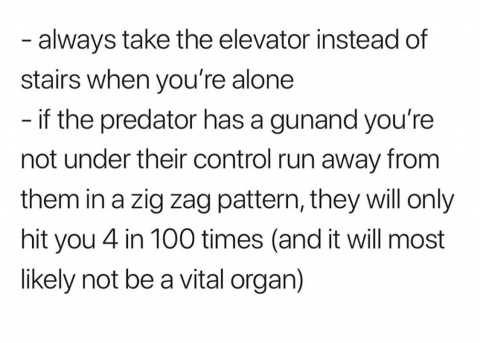 - always take the elevator instead of
stairs when you're alone
- if the predator has a gunand you're
not under their control run away from
them in a zig zag pattern, they will only
hit you 4 in 100 times (and it will most
likely not be a vital organ)